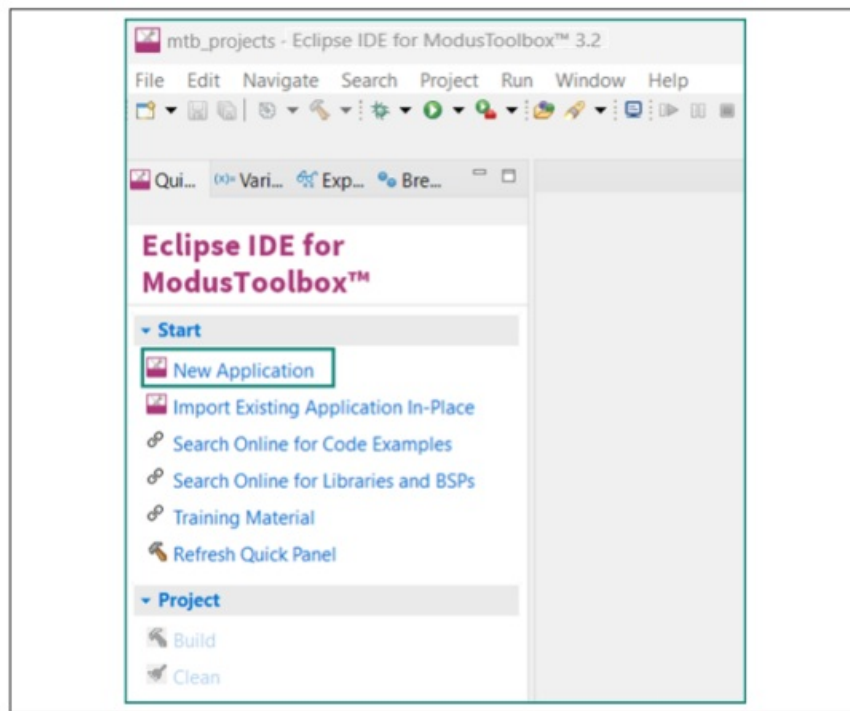 mtb_projects - Eclipse IDE for ModusToolbox™ 3.2
File Edit Navigate Search Project Run Window Help
Qui... (x)= Vari... Exp... Bre...
Eclipse IDE for
ModusToolbox™
Start
New Application
Import Existing Application In-Place
Search Online for Code Examples
Search Online for Libraries and BSPs
Training Material
Refresh Quick Panel
Project
Build
Clean